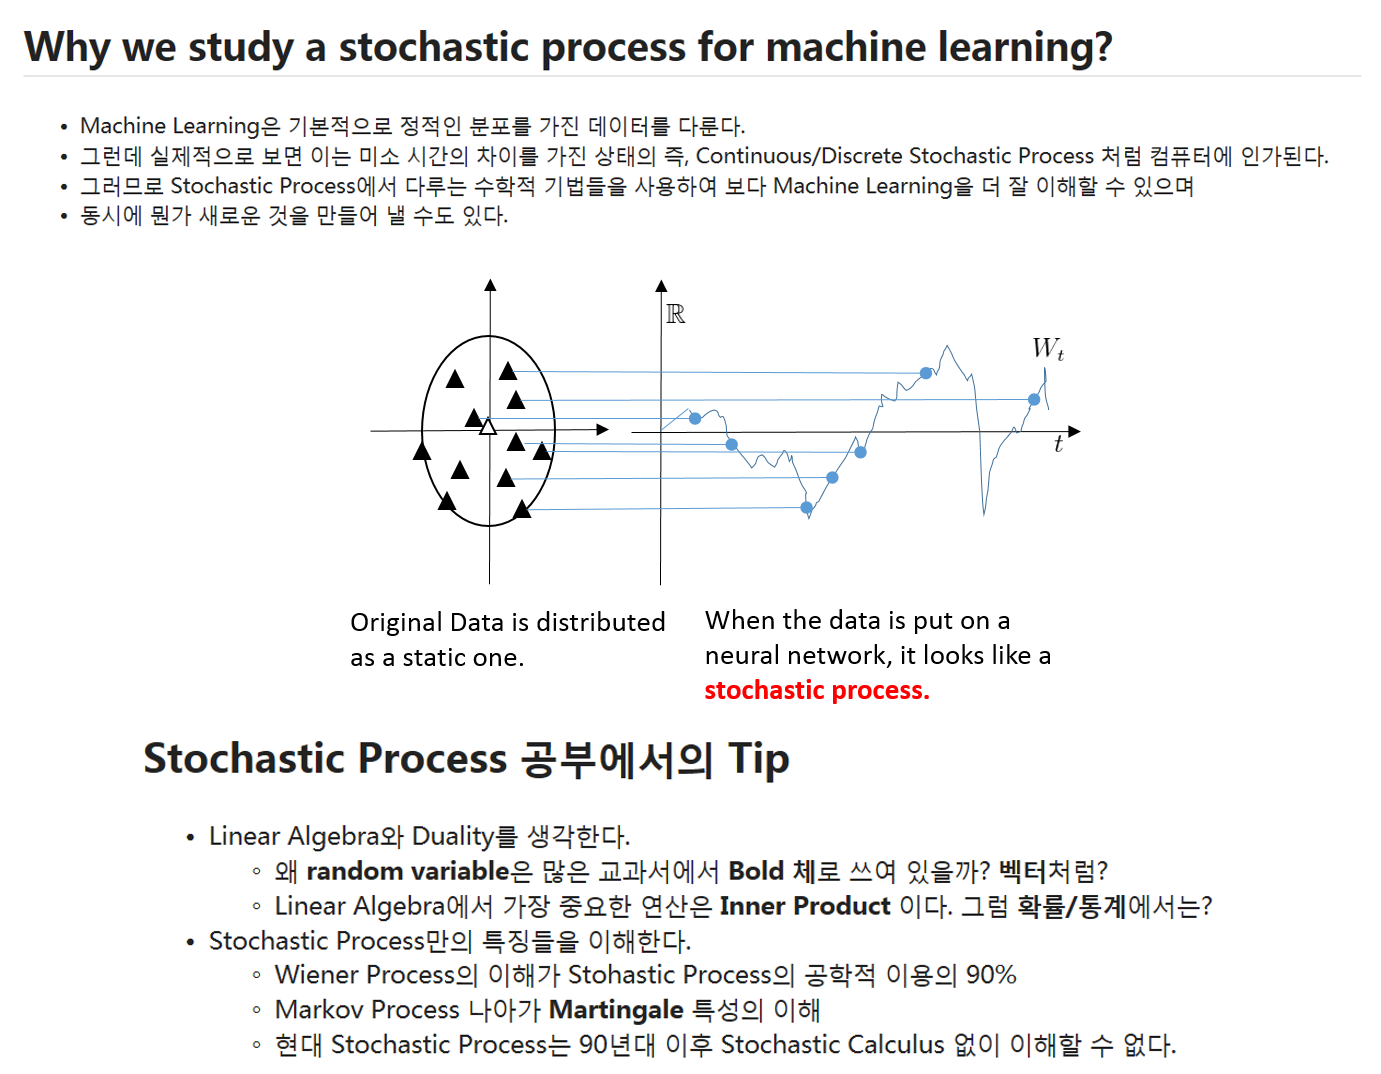 Why we study a stochastic process for machine learning?
• Machine Learning은 기본적으로 정적인 분포를 가진 데이터를 다룬다.
• 그런데 실제적으로 보면 이는 미소 시간의 차이를 가진 상태의 즉, Continuous/Discrete Stochastic Process 처럼 컴퓨터에 인가된다.
• 그러므로 Stochastic Process에서 다루는 수학적 기법들을 사용하여 보다 Machine Learning을 더 잘 이해할 수 있으며
• 동시에 뭔가 새로운 것을 만들어 낼 수도 있다.
ℝ
W_t
t
Original Data is distributed
as a static one.
When the data is put on a
neural network, it looks like a
stochastic process.
Stochastic Process 공부에서의 Tip
• Linear Algebra와 Duality를 생각한다.
◦ 왜 random variable은 많은 교과서에서 Bold 체로 쓰여 있을까? 벡터처럼?
◦ Linear Algebra에서 가장 중요한 연산은 Inner Product 이다. 그럼 확률/통계에서는?
• Stochastic Process만의 특징들을 이해한다.
◦ Wiener Process의 이해가 Stohastic Process의 공학적 이용의 90%
◦ Markov Process 나아가 Martingale 특성의 이해
◦ 현대 Stochastic Process는 90년대 이후 Stochastic Calculus 없이 이해할 수 없다.